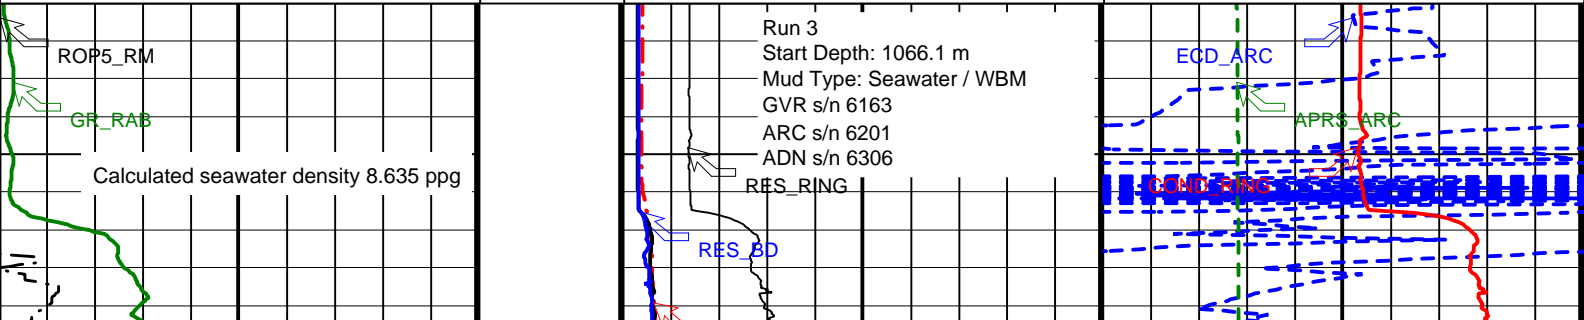 ROP5_RM
GR_RAB
Calculated seawater density 8.635 ppg
Run 3
Start Depth: 1066.1 m
Mud Type: Seawater / WBM
GVR s/n 6163
ARC s/n 6201
ADN s/n 6306
RES_RING
RES_BD
ECD_ARC
APRS_ARC
COND_RING